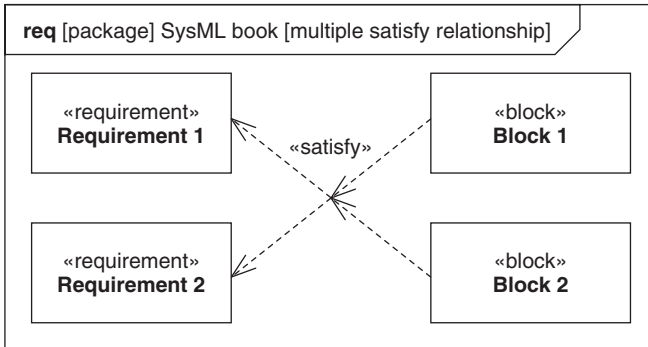 req [package] SysML book [multiple satisfy relationship]
«requirement»
Requirement 1
«satisfy»
«block»
Block 1
«requirement»
Requirement 2
«block»
Block 2